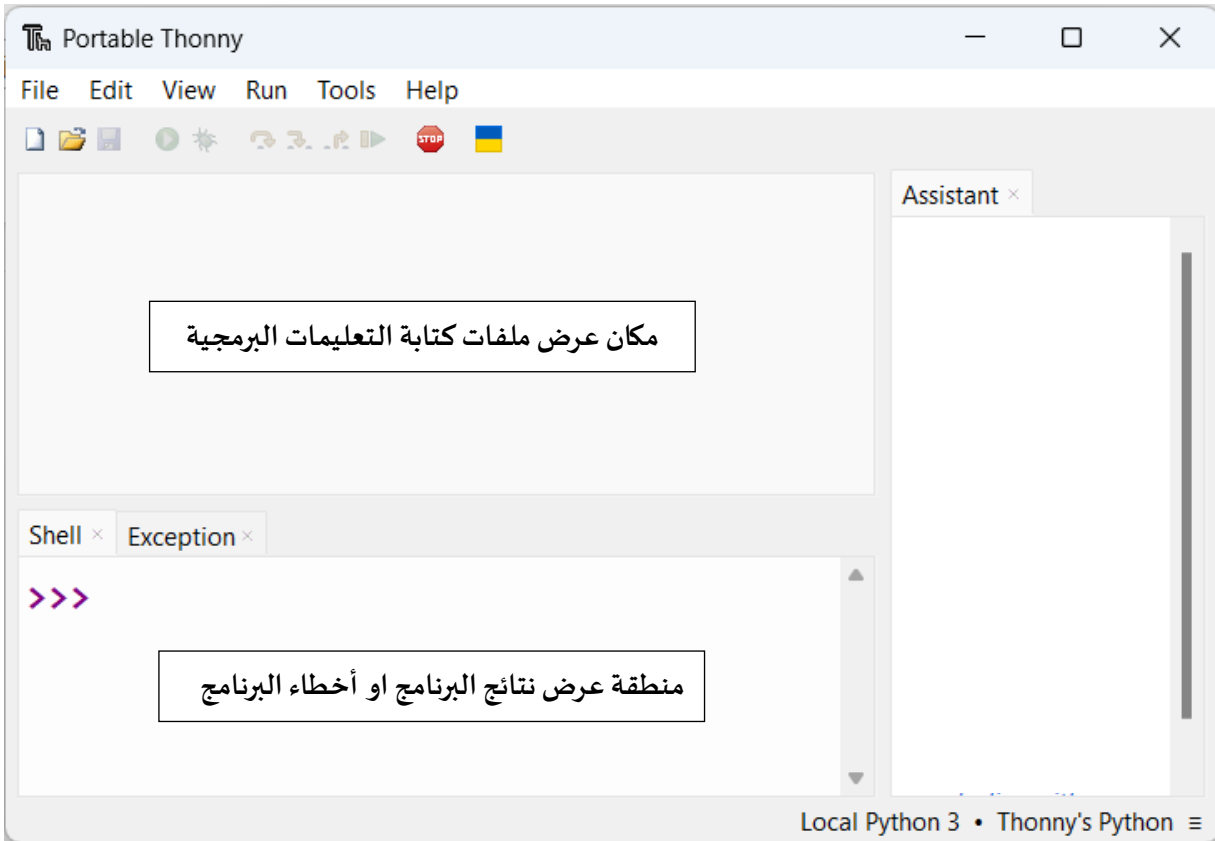 Portable Thonny
File Edit View Run Tools Help
STOP
Assistant
مكان عرض ملفات كتابة التعليمات البرمجية
Shell Exception
>>>
منطقة عرض نتائج البرنامج او أخطاء البرنامج
Local Python 3 • Thonny's Python ≡